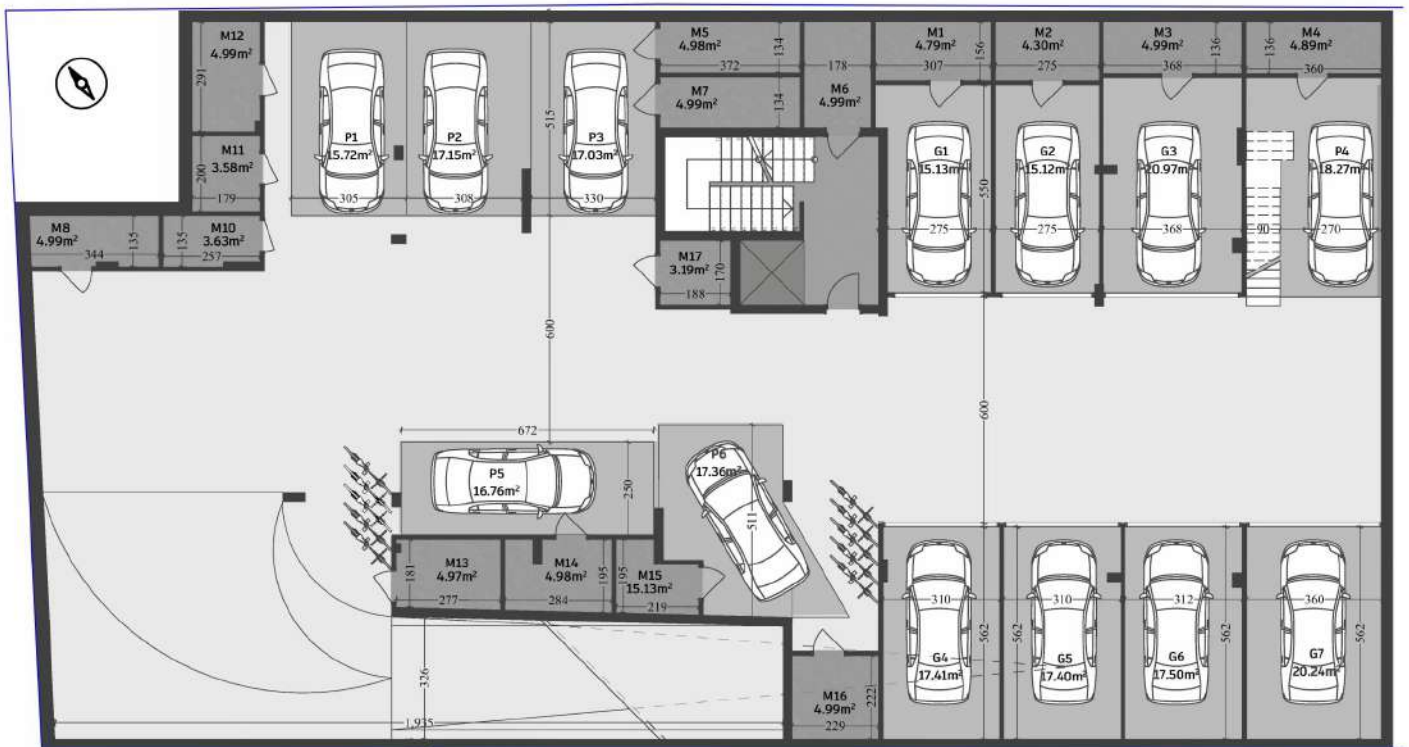 M12
4.99m²
291
M11
3.58m²
200
179
M8
4.99m²
344
135
M10
3.63m²
257
135
P1
15.72m²
305
P2
17.15m²
308
P3
17.03m²
330
515
M5
4.98m²
372
134
M7
4.99m²
134
178
M6
4.99m²
M1
4.79m²
307
156
M2
4.30m²
275
M3
4.99m²
368
136
M4
4.89m²
360
136
G1
15.13m²
275
550
G2
15.12m²
275
G3
20.97m²
368
90
P4
18.27m²
270
M17
3.19m²
188
170
600
600
672
P5
16.76m²
250
P6
17.36m²
511
M13
4.97m²
181
277
M14
4.98m²
284
195
M15
15.13m²
195
219
326
1,935
M16
4.99m²
222
229
310
G4
17.41m²
562
310
G5
17.40m²
562
312
G6
17.50m²
562
360
G7
20.24m²
562